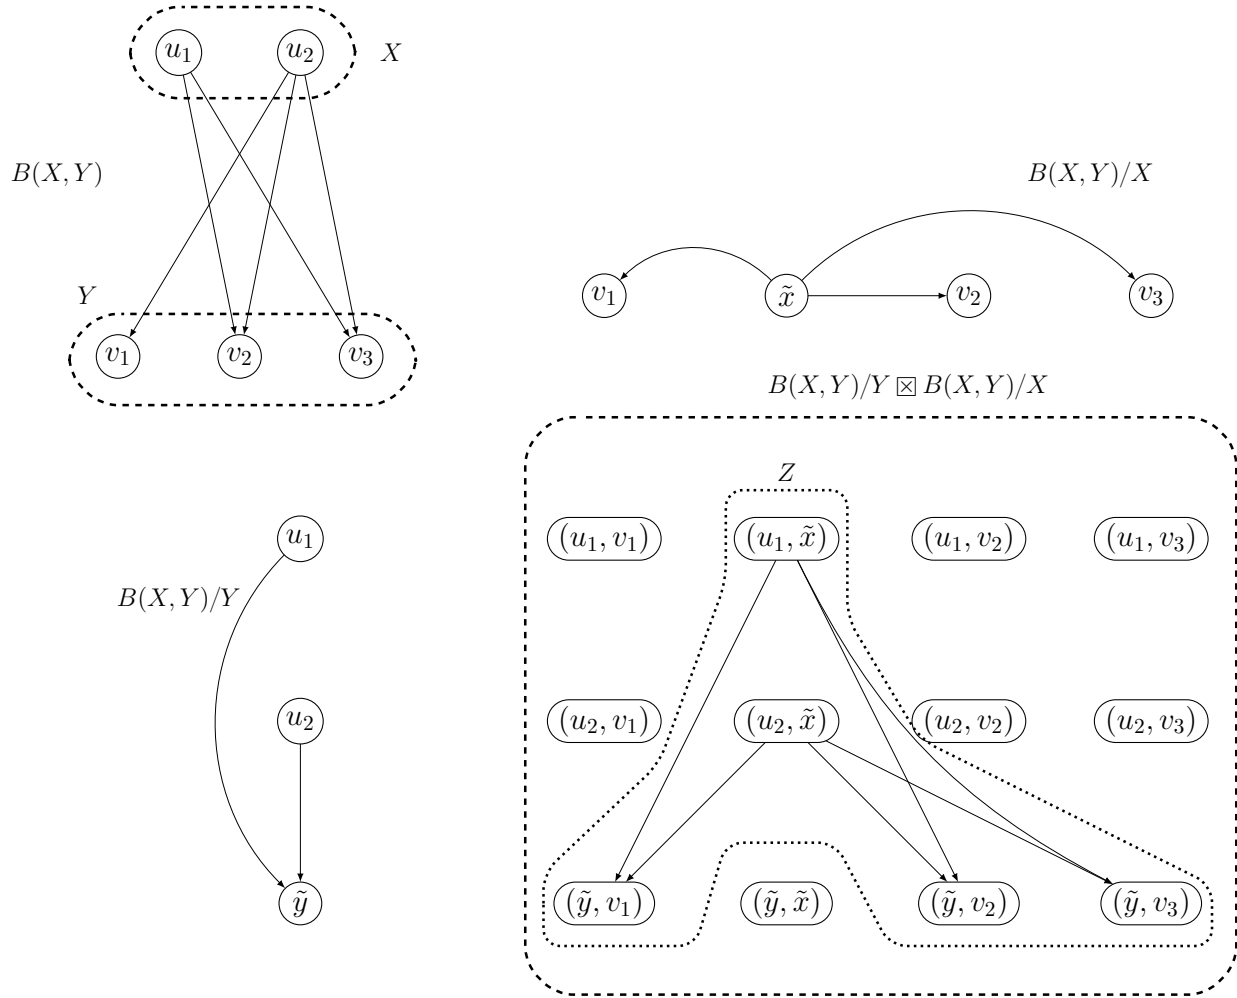 u₁ u₂ X
B(X, Y)
B(X, Y)/X
Y
v₁ x̃ v₂ v₃
v₁ v₂ v₃
B(X, Y)/Y ⊠ B(X, Y)/X
Z
u₁
(u₁, v₁) (u₁, x̃) (u₁, v₂) (u₁, v₃)
B(X, Y)/Y
u₂
(u₂, v₁) (u₂, x̃) (u₂, v₂) (u₂, v₃)
ỹ
(ỹ, v₁) (ỹ, x̃) (ỹ, v₂) (ỹ, v₃)